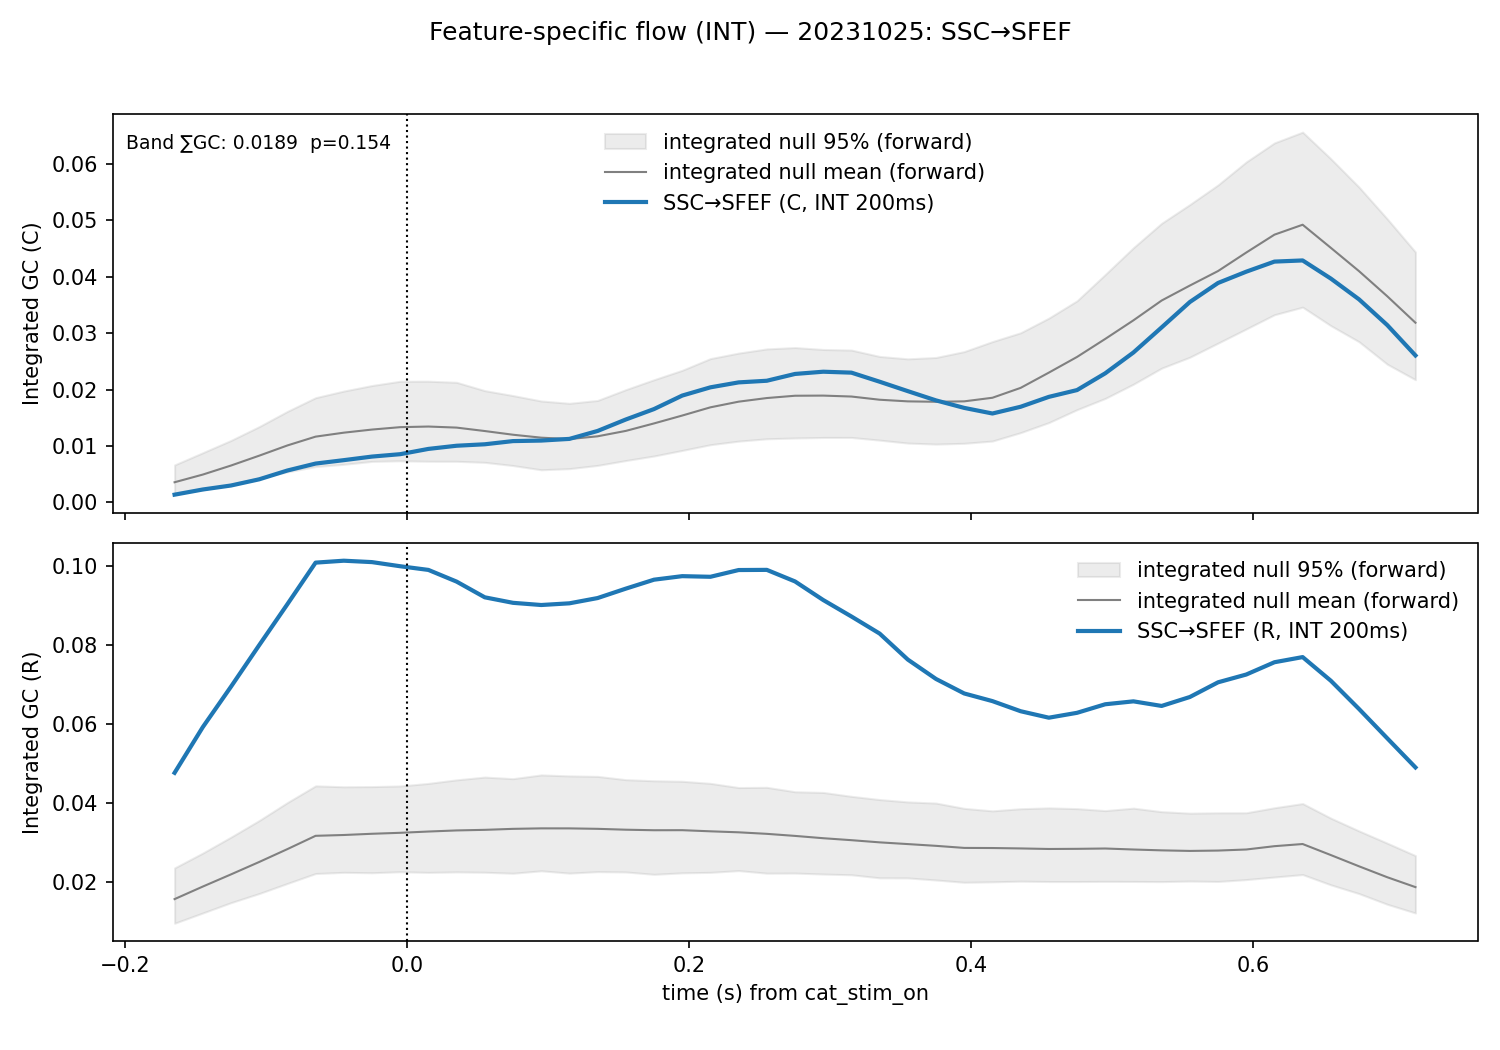 Feature-specific flow (INT) — 20231025: SSC→SFEF
Band ∑GC: 0.0189 p=0.154
integrated null 95% (forward)
integrated null mean (forward)
SSC→SFEF (C, INT 200ms)
Integrated GC (C)
0.06
0.05
0.04
0.03
0.02
0.01
0.00
integrated null 95% (forward)
integrated null mean (forward)
SSC→SFEF (R, INT 200ms)
Integrated GC (R)
0.10
0.08
0.06
0.04
0.02
−0.2 0.0 0.2 0.4 0.6
time (s) from cat_stim_on